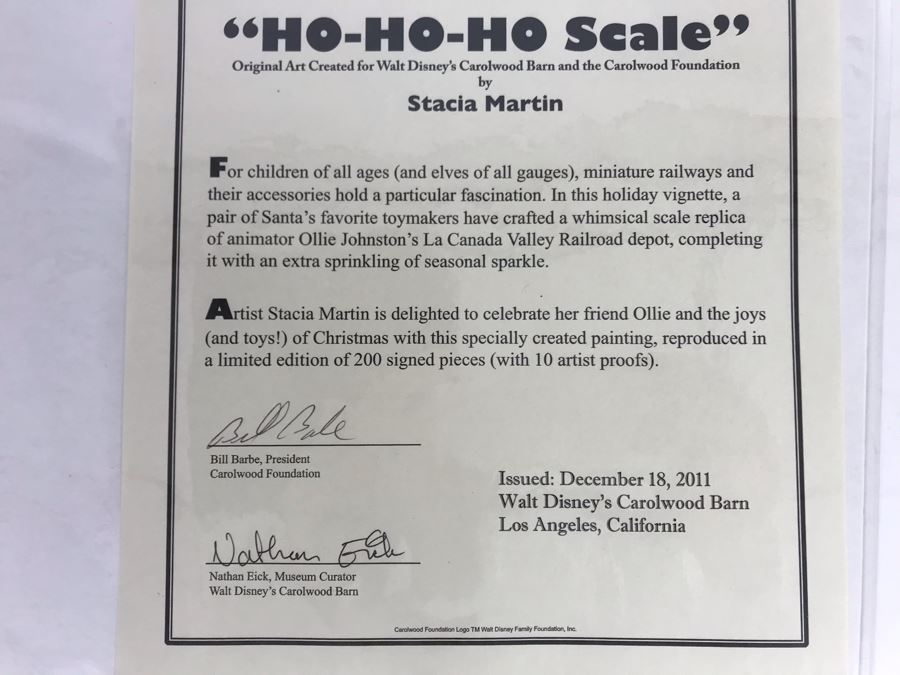 “HO-HO-HO Scale”
Original Art Created for Walt Disney's Carolwood Barn and the Carolwood Foundation
by
Stacia Martin
For children of all ages (and elves of all gauges), miniature railways and
their accessories hold a particular fascination. In this holiday vignette, a
pair of Santa's favorite toymakers have crafted a whimsical scale replica
of animator Ollie Johnston's La Canada Valley Railroad depot, completing
it with an extra sprinkling of seasonal sparkle.
Artist Stacia Martin is delighted to celebrate her friend Ollie and the joys
(and toys!) of Christmas with this specially created painting, reproduced in
a limited edition of 200 signed pieces (with 10 artist proofs).
Bill Barbe
Bill Barbe, President
Carolwood Foundation
Issued: December 18, 2011
Walt Disney's Carolwood Barn
Los Angeles, California
Nathan Eick
Nathan Eick, Museum Curator
Walt Disney's Carolwood Barn
Carolwood Foundation Logo TM Walt Disney Family Foundation, Inc.